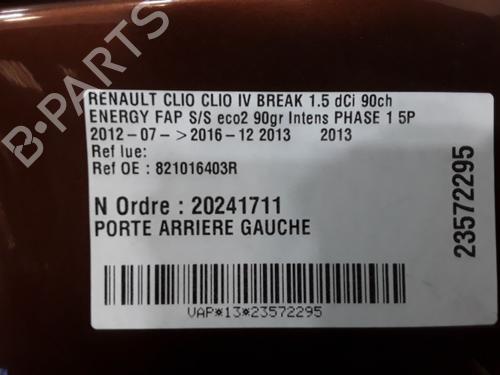 RENAULT CLIO CLIO IV BREAK 1.5 dCi 90ch
ENERGY FAP S/S eco2 90gr Intens PHASE 1 5P
2012-07- >2016-12 2013 2013
Ref lue:
Ref OE : 821016403R
N Ordre : 20241711
PORTE ARRIERE GAUCHE
VAP*13*23572295
23572295
B-PARTS